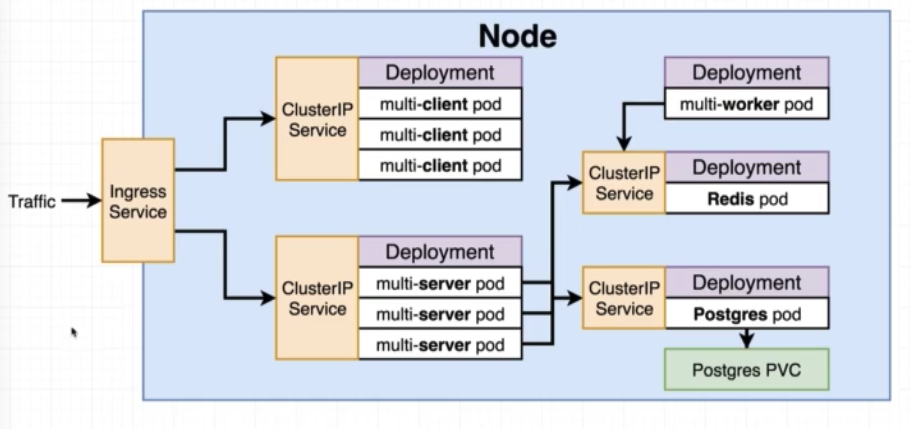 Node
Traffic
Ingress
Service
ClusterIP
Service
Deployment
multi-client pod
multi-client pod
multi-client pod
ClusterIP
Service
Deployment
multi-server pod
multi-server pod
multi-server pod
Deployment
multi-worker pod
ClusterIP
Service
Deployment
Redis pod
ClusterIP
Service
Deployment
Postgres pod
Postgres PVC